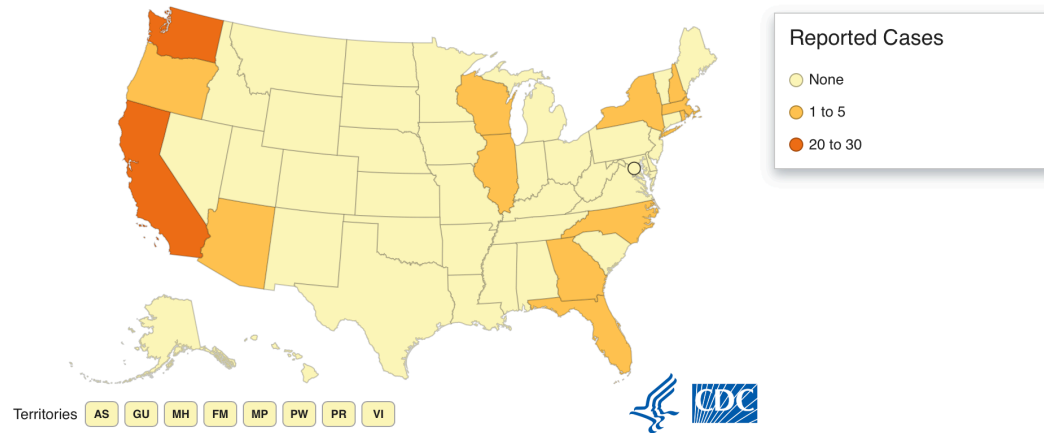 Reported Cases
None
1 to 5
20 to 30
CDC
Territories AS GU MH FM MP PW PR VI